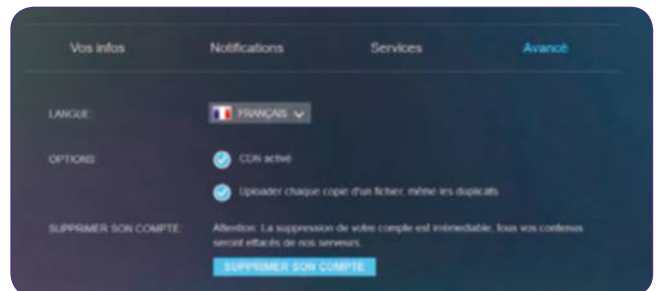 Vos infos Notifications Services Avancé
LANGUE: FRANÇAIS
OPTIONS: CDN activé
Uploader chaque copie d'un fichier, même les duplicats
SUPPRIMER SON COMPTE: Attention: La suppression de votre compte est irrémédiable, tous vos contenus
seront effacés de nos serveurs.
SUPPRIMER SON COMPTE